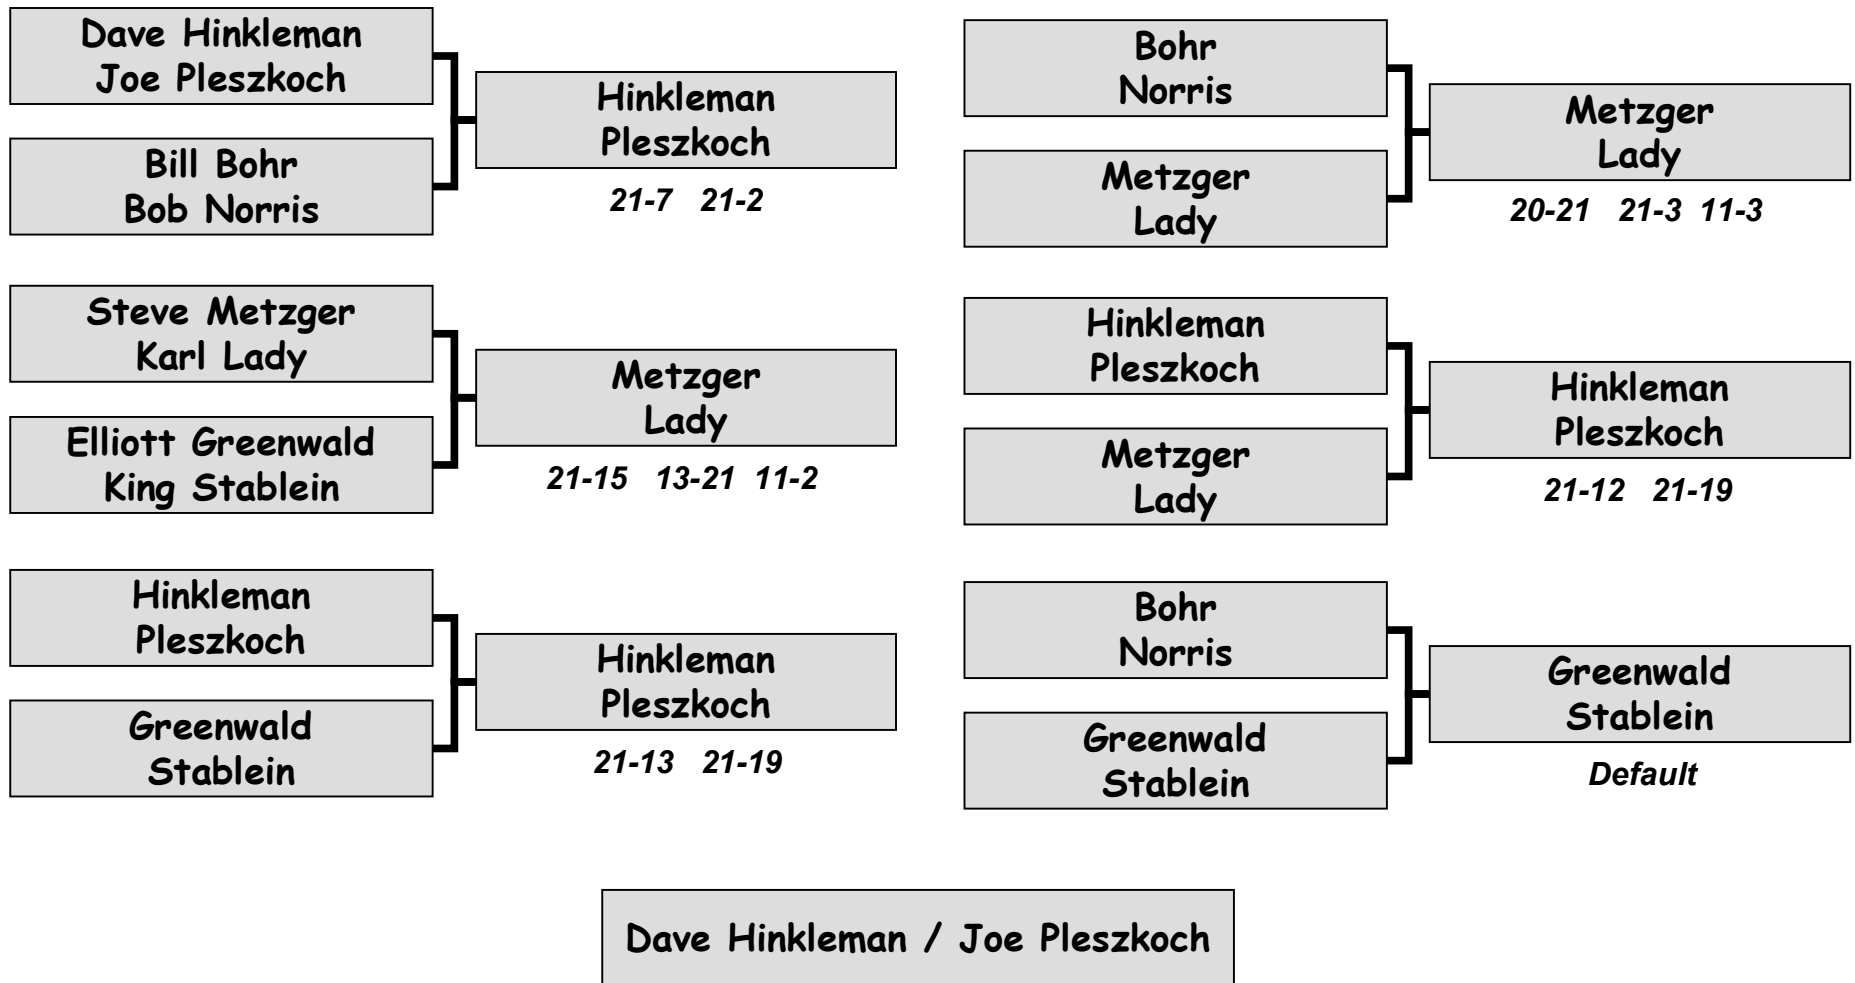 Dave Hinkleman
Joe Pleszkoch
Bill Bohr
Bob Norris
Hinkleman
Pleszkoch
21-7 21-2
Steve Metzger
Karl Lady
Elliott Greenwald
King Stablein
Metzger
Lady
21-15 13-21 11-2
Hinkleman
Pleszkoch
Greenwald
Stablein
Hinkleman
Pleszkoch
21-13 21-19
Bohr
Norris
Metzger
Lady
Metzger
Lady
20-21 21-3 11-3
Hinkleman
Pleszkoch
Metzger
Lady
Hinkleman
Pleszkoch
21-12 21-19
Bohr
Norris
Greenwald
Stablein
Greenwald
Stablein
Default
Dave Hinkleman / Joe Pleszkoch